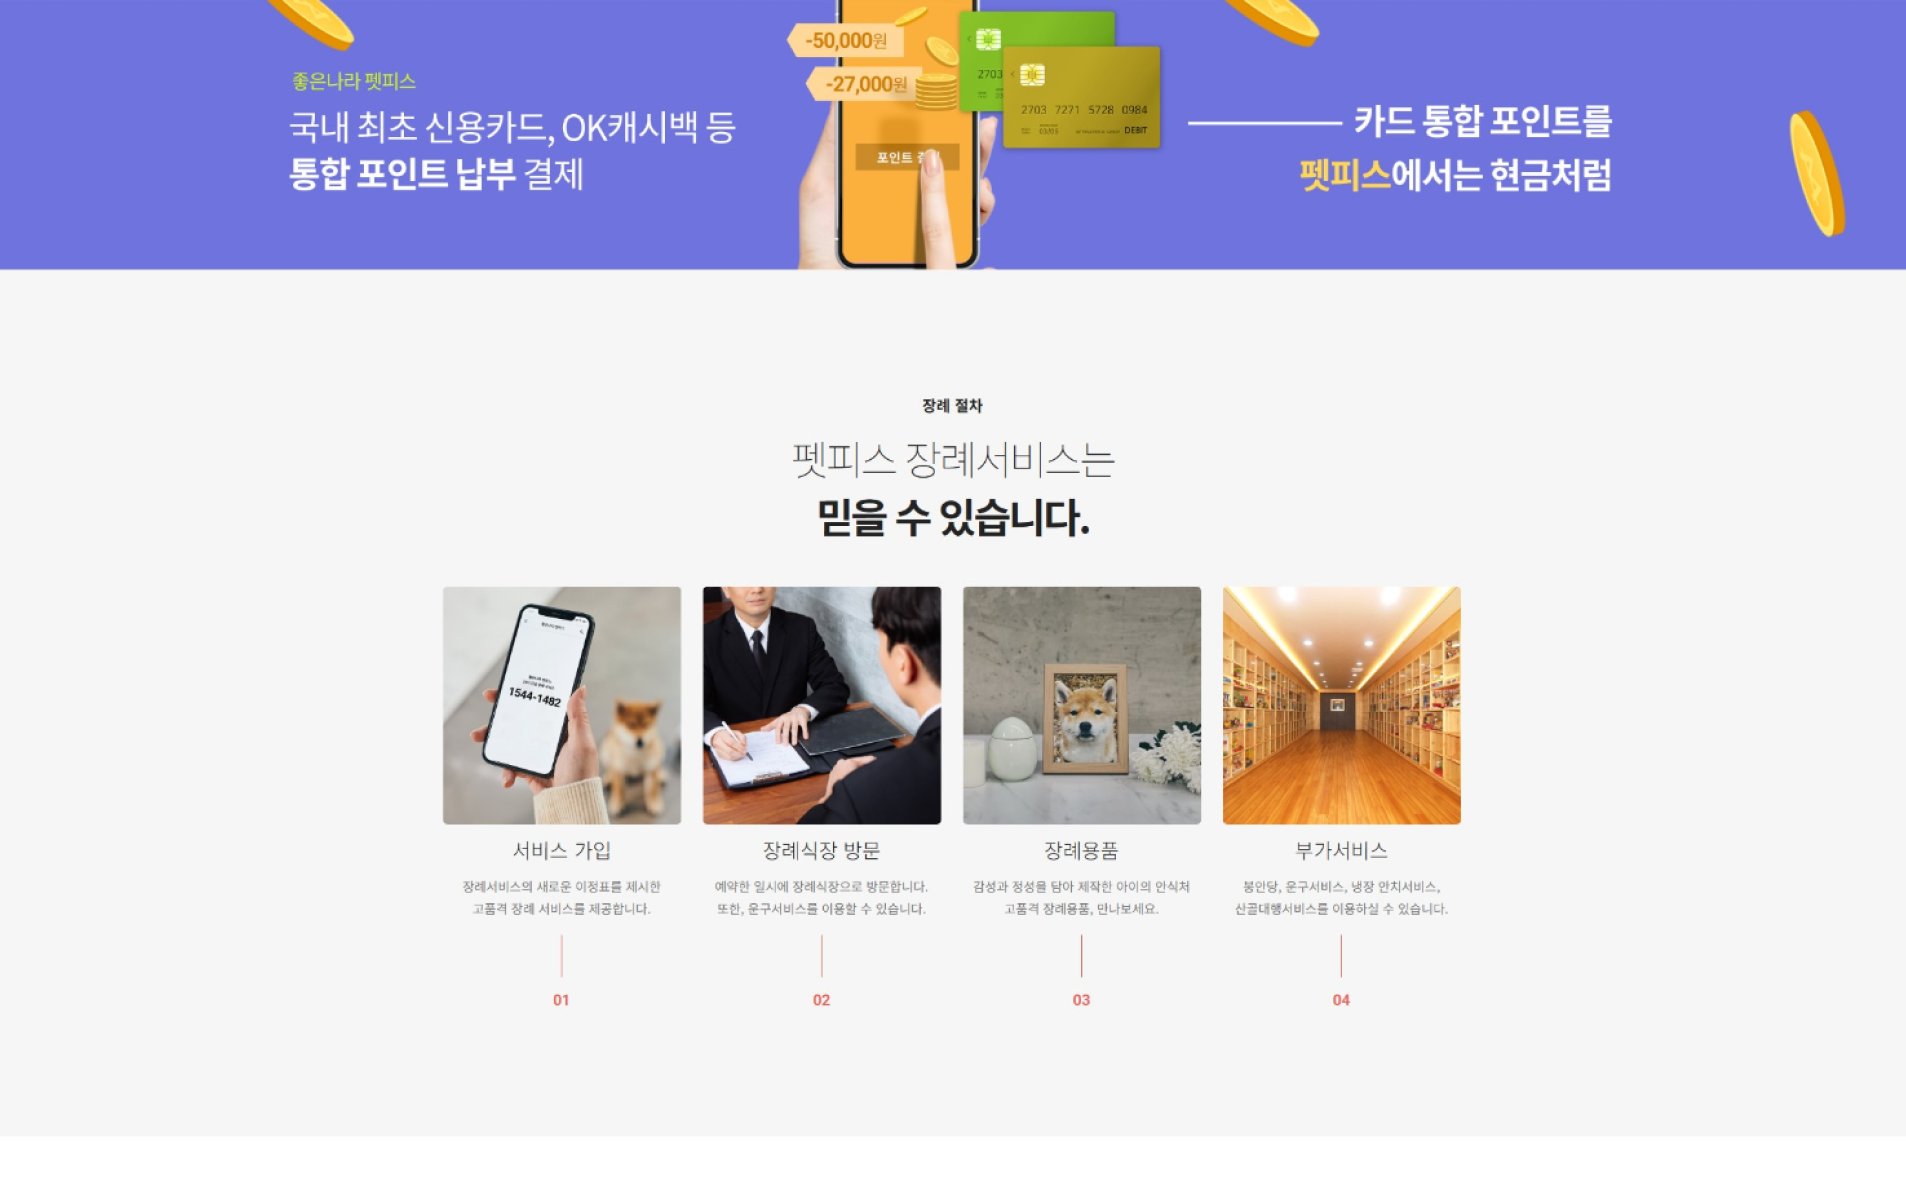 좋은나라 펫피스
국내 최초 신용카드, OK캐시백 등
통합 포인트 납부 결제
-50,000원
-27,000원
포인트
2703
2703 7271 5728 0984
DEBIT
카드 통합 포인트를
펫피스에서는 현금처럼
장례 절차
펫피스 장례서비스는
믿을 수 있습니다.
1544-1482
서비스 가입
장례서비스의 새로운 이정표를 제시한
고품격 장례 서비스를 제공합니다.
01
장례식장 방문
예약한 일시에 장례식장으로 방문합니다.
또한, 운구서비스를 이용할 수 있습니다.
02
장례용품
감성과 정성을 담아 제작한 아이의 안식처
고품격 장례용품, 만나보세요.
03
부가서비스
봉안당, 운구서비스, 냉장 안치서비스,
산골대행서비스를 이용하실 수 있습니다.
04